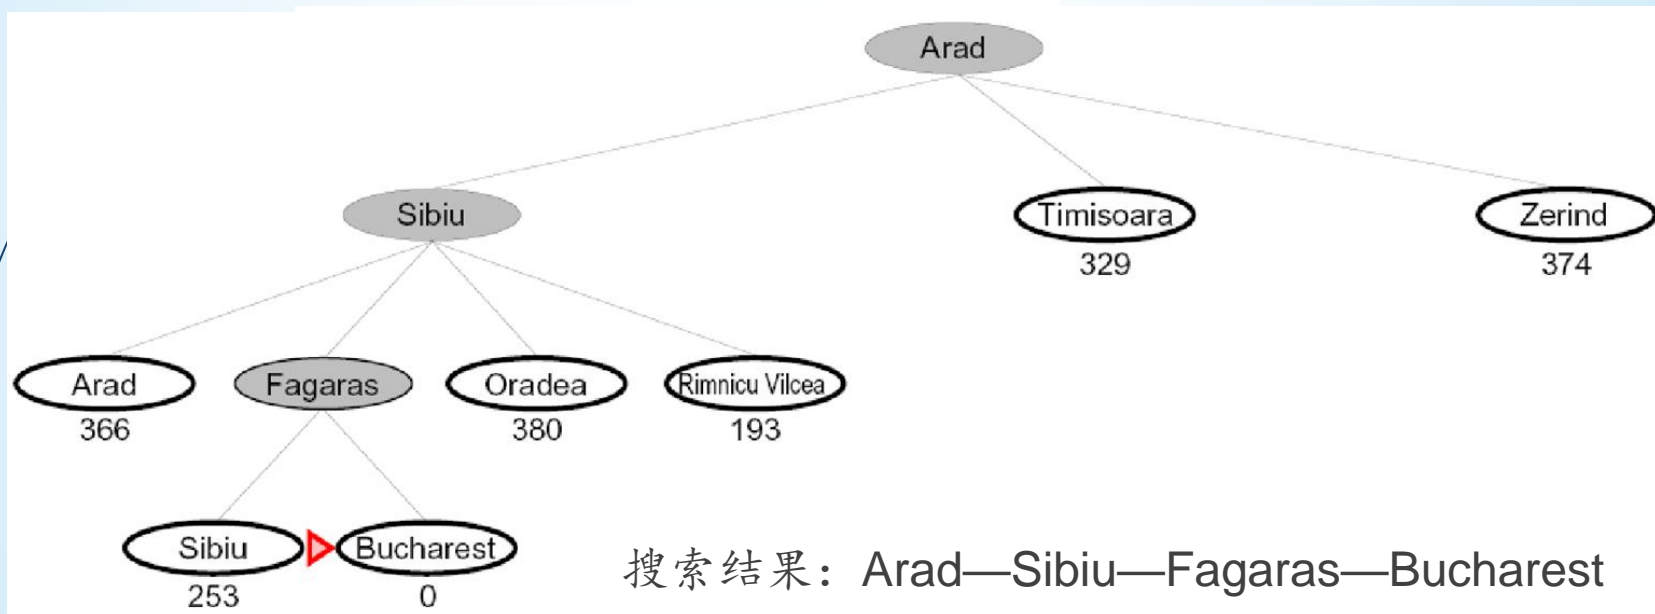 Arad
Sibiu
Timisoara
Zerind
329
374
Arad
Fagaras
Oradea
Rimnicu Vilcea
366
380
193
Sibiu
Bucharest
253
0
搜索结果：Arad—Sibiu—Fagaras—Bucharest